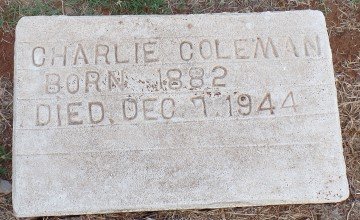 CHARLIE COLEMAN
BORN 1882
DIED DEC. 7 1944